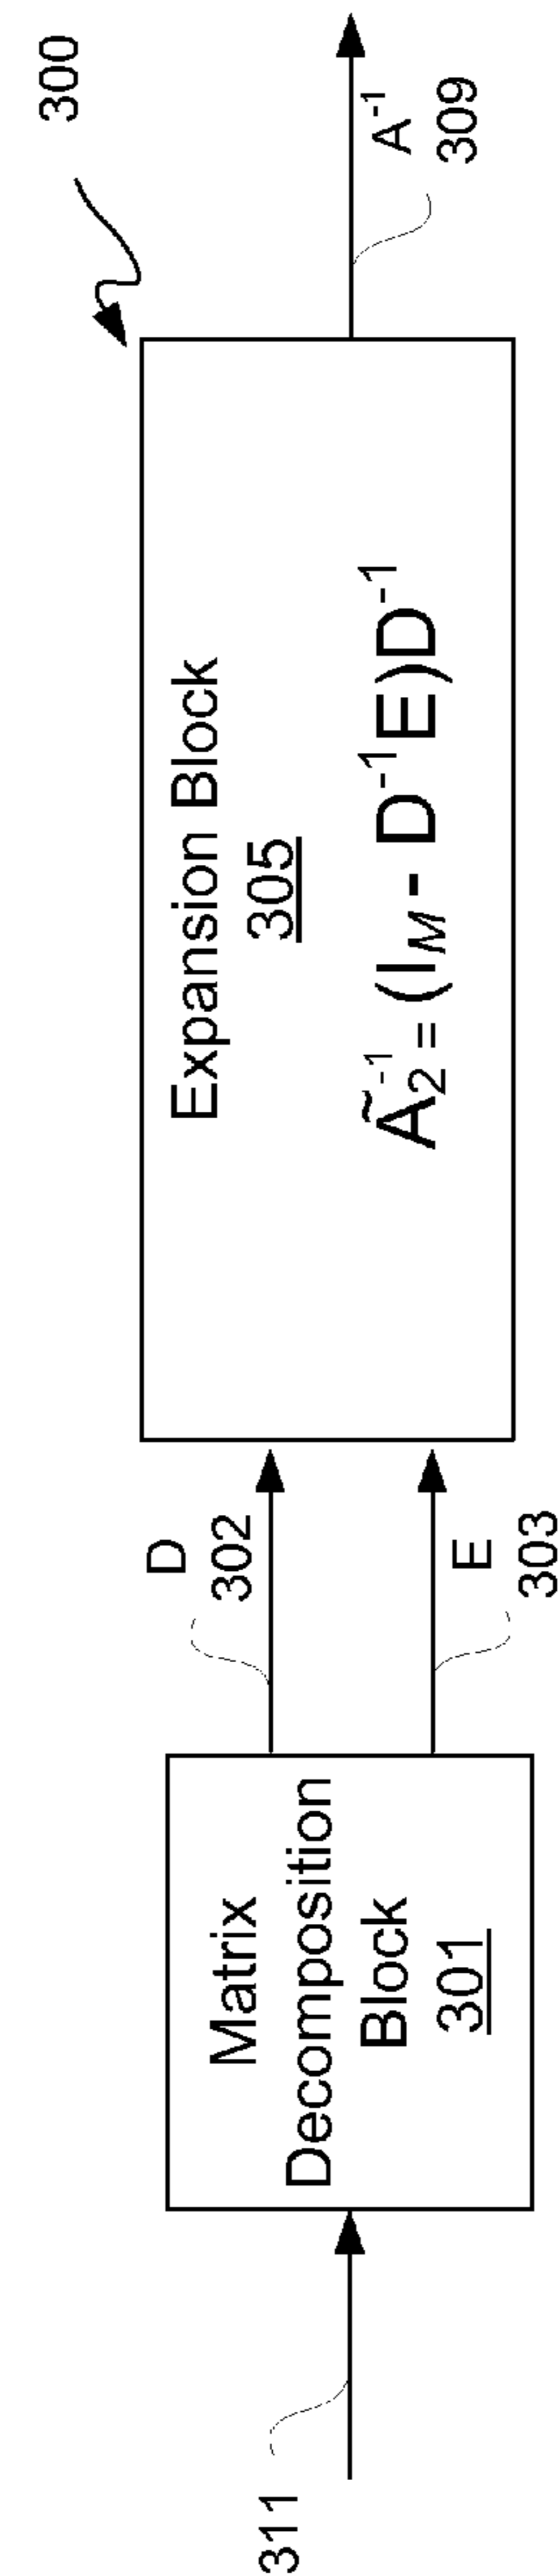 300
311
Matrix
Decomposition
Block
301
D
302
E
303
Expansion Block
305
Ã₂⁻¹ = (I_M - D⁻¹E)D⁻¹
A⁻¹
309